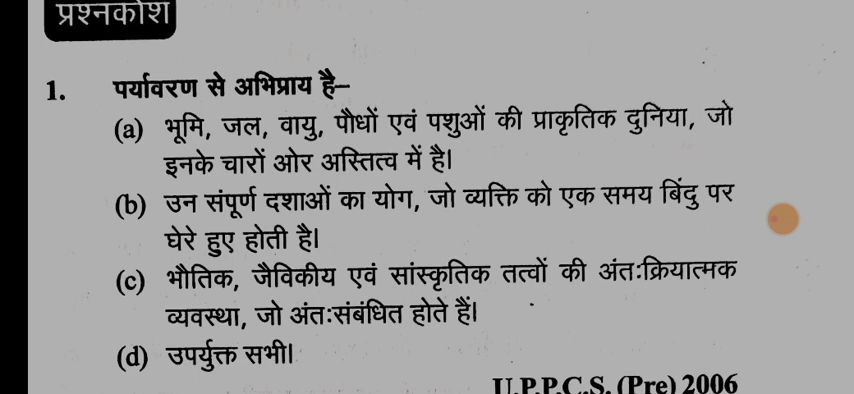 प्रश्नकोश
1. पर्यावरण से अभिप्राय है–
(a) भूमि, जल, वायु, पौधों एवं पशुओं की प्राकृतिक दुनिया, जो
इनके चारों ओर अस्तित्व में है।
(b) उन संपूर्ण दशाओं का योग, जो व्यक्ति को एक समय बिंदु पर
घेरे हुए होती है।
(c) भौतिक, जैविकीय एवं सांस्कृतिक तत्वों की अंतःक्रियात्मक
व्यवस्था, जो अंतःसंबंधित होते हैं।
(d) उपर्युक्त सभी।
U.P.P.C.S. (Pre) 2006